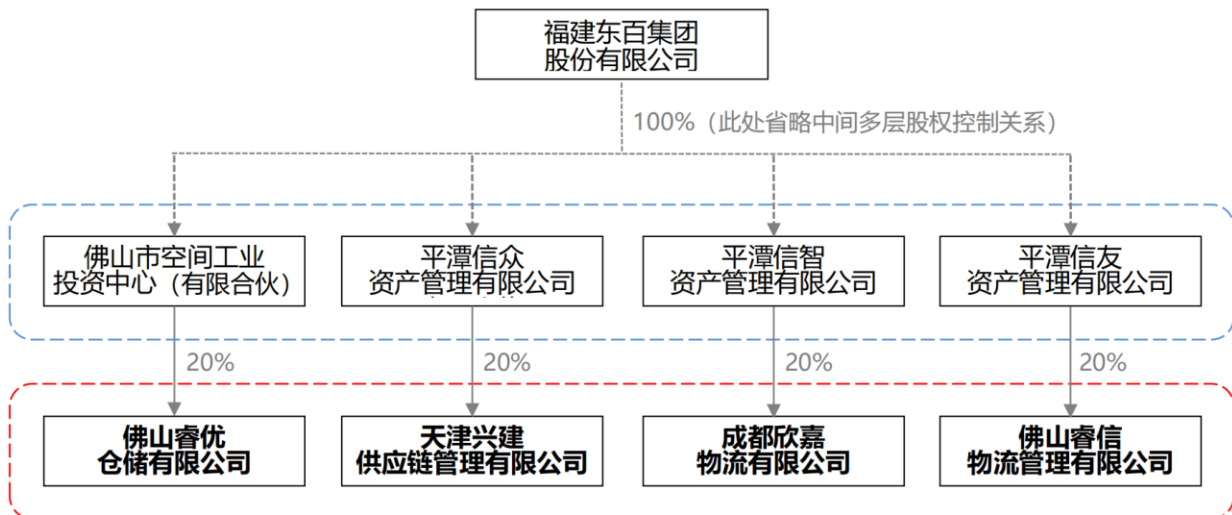 福建东百集团
股份有限公司
100%（此处省略中间多层股权控制关系）
佛山市空间工业
投资中心（有限合伙）
平潭信众
资产管理有限公司
平潭信智
资产管理有限公司
平潭信友
资产管理有限公司
20%
20%
20%
20%
佛山睿优
仓储有限公司
天津兴建
供应链管理有限公司
成都欣嘉
物流有限公司
佛山睿信
物流管理有限公司